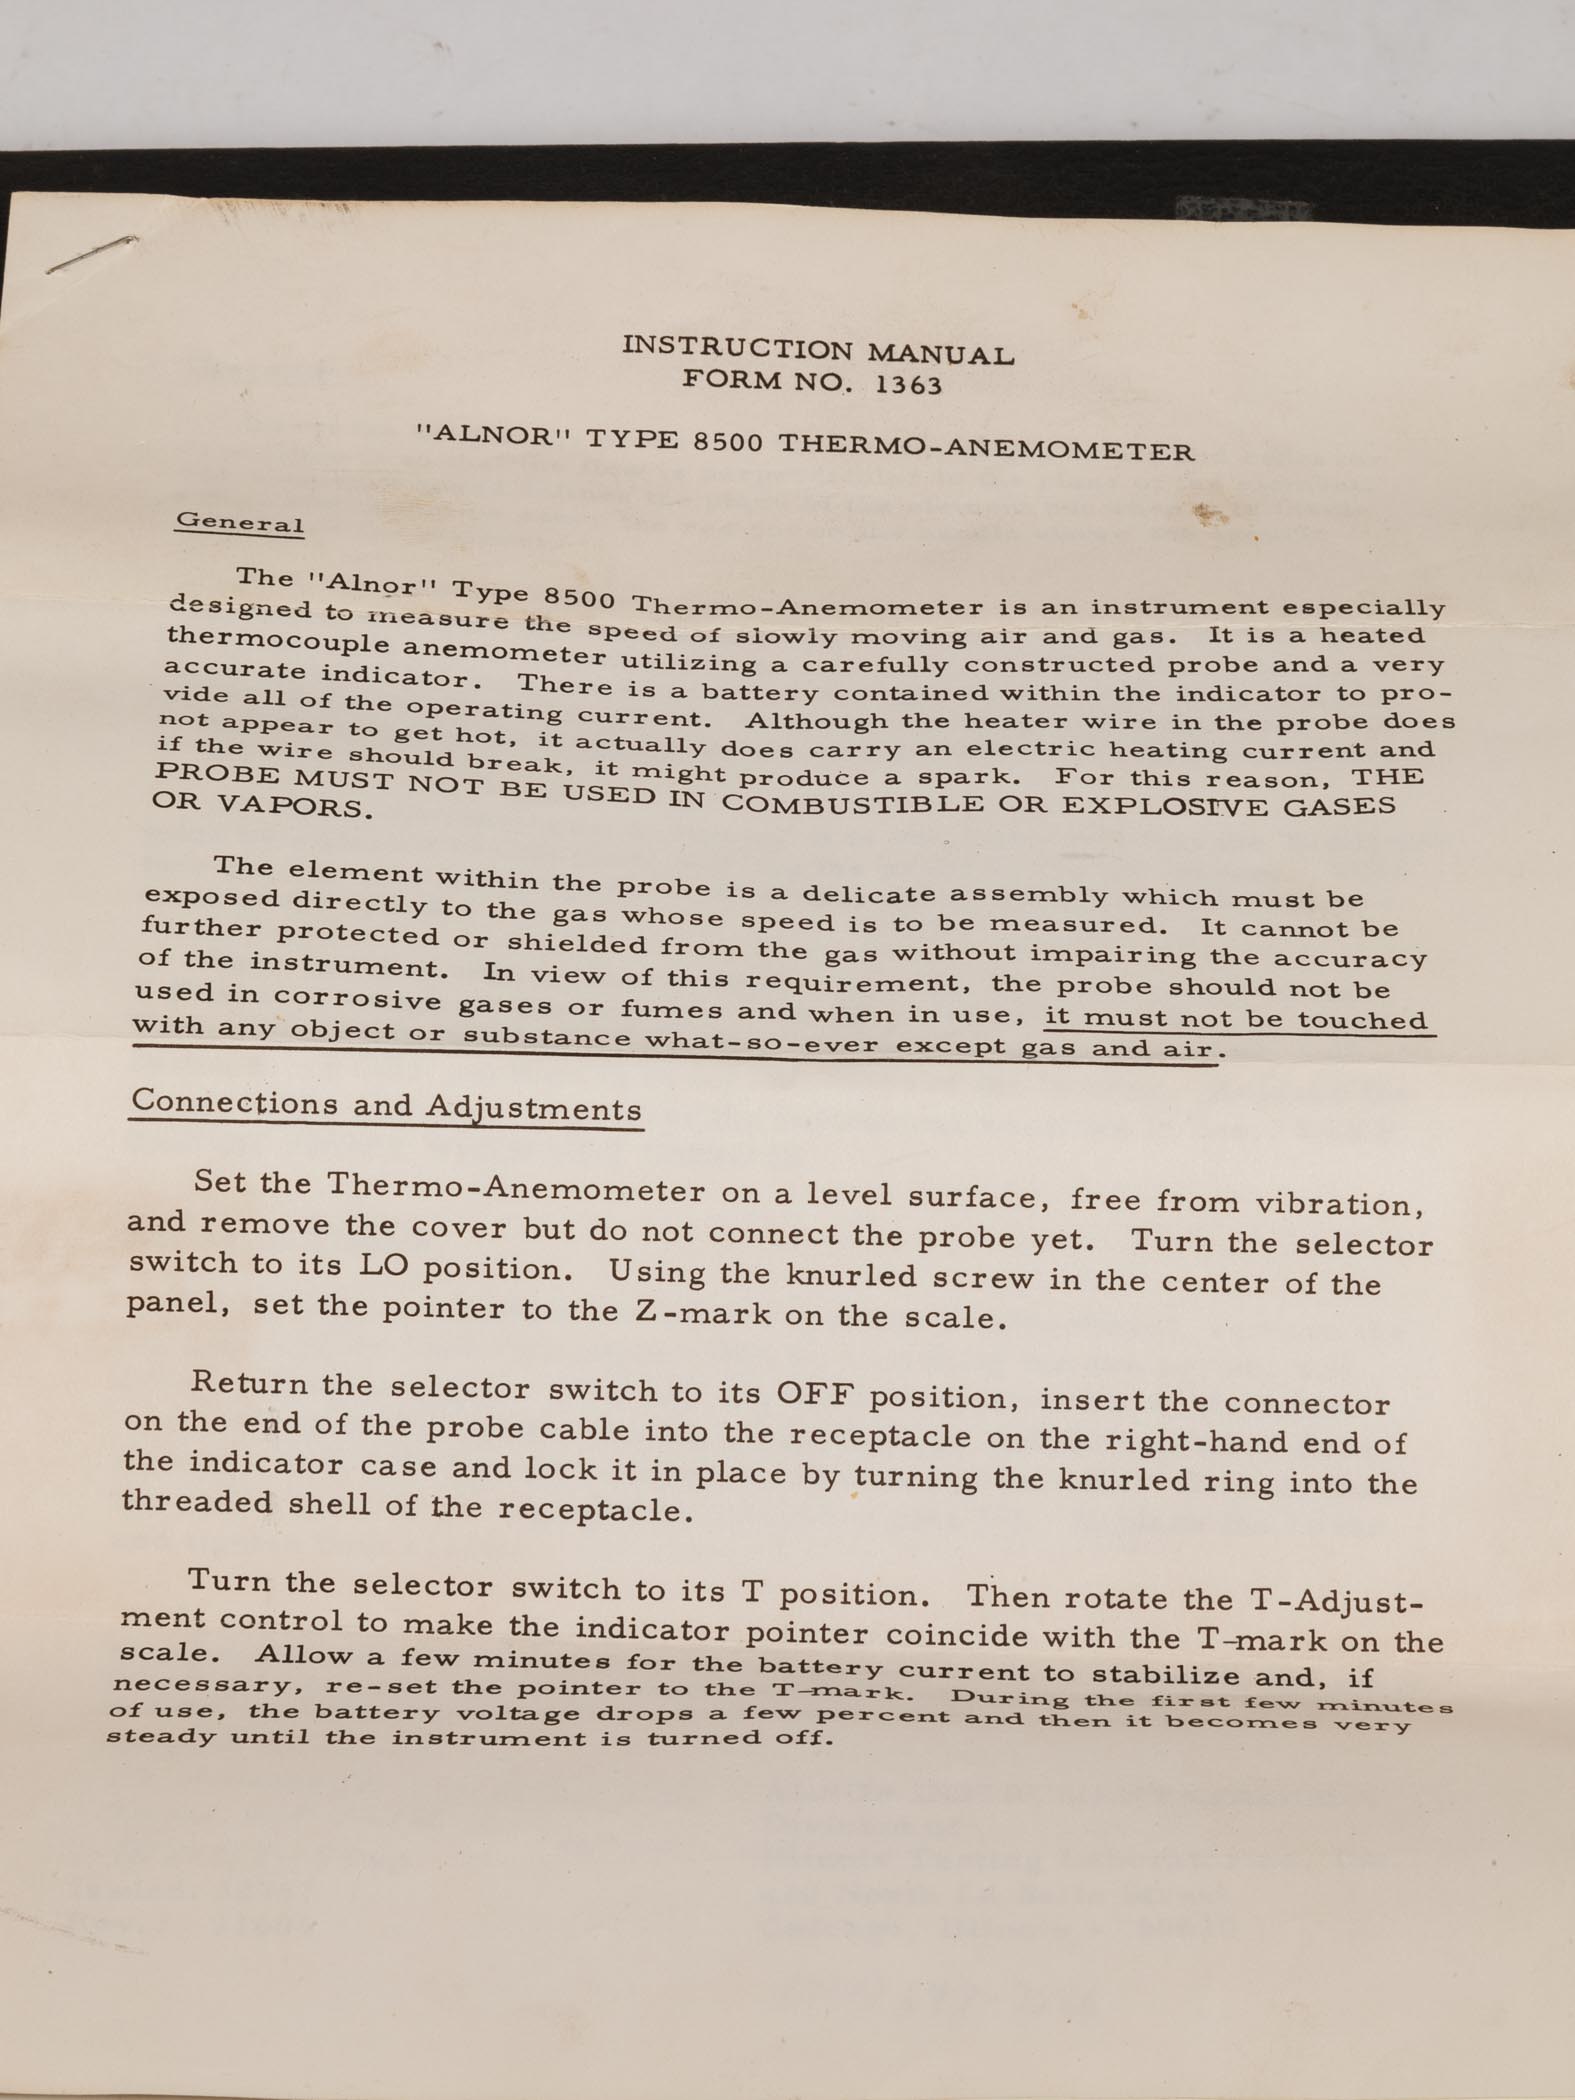 INSTRUCTION MANUAL
FORM NO. 1363
"ALNOR" TYPE 8500 THERMO-ANEMOMETER
General
The "Alnor" Type 8500 Thermo-Anemometer is an instrument especially
designed to measure the speed of slowly moving air and gas. It is a heated
thermocouple anemometer utilizing a carefully constructed probe and a very
accurate indicator. There is a battery contained within the indicator to pro-
vide all of the operating current. Although the heater wire in the probe does
not appear to get hot, it actually does carry an electric heating current and
if the wire should break, it might produce a spark. For this reason, THE
PROBE MUST NOT BE USED IN COMBUSTIBLE OR EXPLOSIVE GASES
OR VAPORS.
The element within the probe is a delicate assembly which must be
exposed directly to the gas whose speed is to be measured. It cannot be
further protected or shielded from the gas without impairing the accuracy
of the instrument. In view of this requirement, the probe should not be
used in corrosive gases or fumes and when in use, it must not be touched
with any object or substance what-so-ever except gas and air.
Connections and Adjustments
Set the Thermo-Anemometer on a level surface, free from vibration,
and remove the cover but do not connect the probe yet. Turn the selector
switch to its LO position. Using the knurled screw in the center of the
panel, set the pointer to the Z-mark on the scale.
Return the selector switch to its OFF position, insert the connector
on the end of the probe cable into the receptacle on the right-hand end of
the indicator case and lock it in place by turning the knurled ring into the
threaded shell of the receptacle.
Turn the selector switch to its T position. Then rotate the T-Adjust-
ment control to make the indicator pointer coincide with the T-mark on the
scale. Allow a few minutes for the battery current to stabilize and, if
necessary, re-set the pointer to the T-mark. During the first few minutes
of use, the battery voltage drops a few percent and then it becomes very
steady until the instrument is turned off.